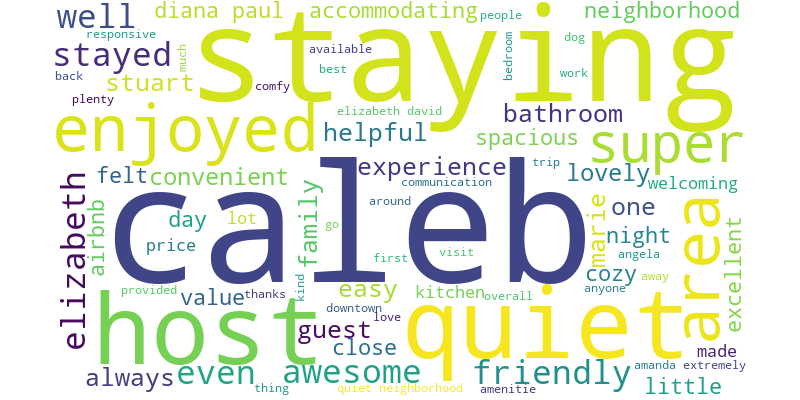 well
diana paul
accommodating
people
neighborhood
staying
responsive
stayed
much
available
bedroom
dog
back
stuart
comfy
best
work
plenty
enjoyed
elizabeth david
bathroom
helpful
spacious
super
felt
convenient
experience
trip
lovely
communication
welcoming
elizabeth
airbnb
caleb
family
around
one
marie
area
day
lot
go
night
excellent
price
first
visit
angela
cozy
away
provided
value
kind
thanks
easy
kitchen
overall
anyone
host
downtown
love
quiet
guest
close
made
always
even
awesome
friendly
amanda
extremely
thing
quiet neighborhood
amenitie
little